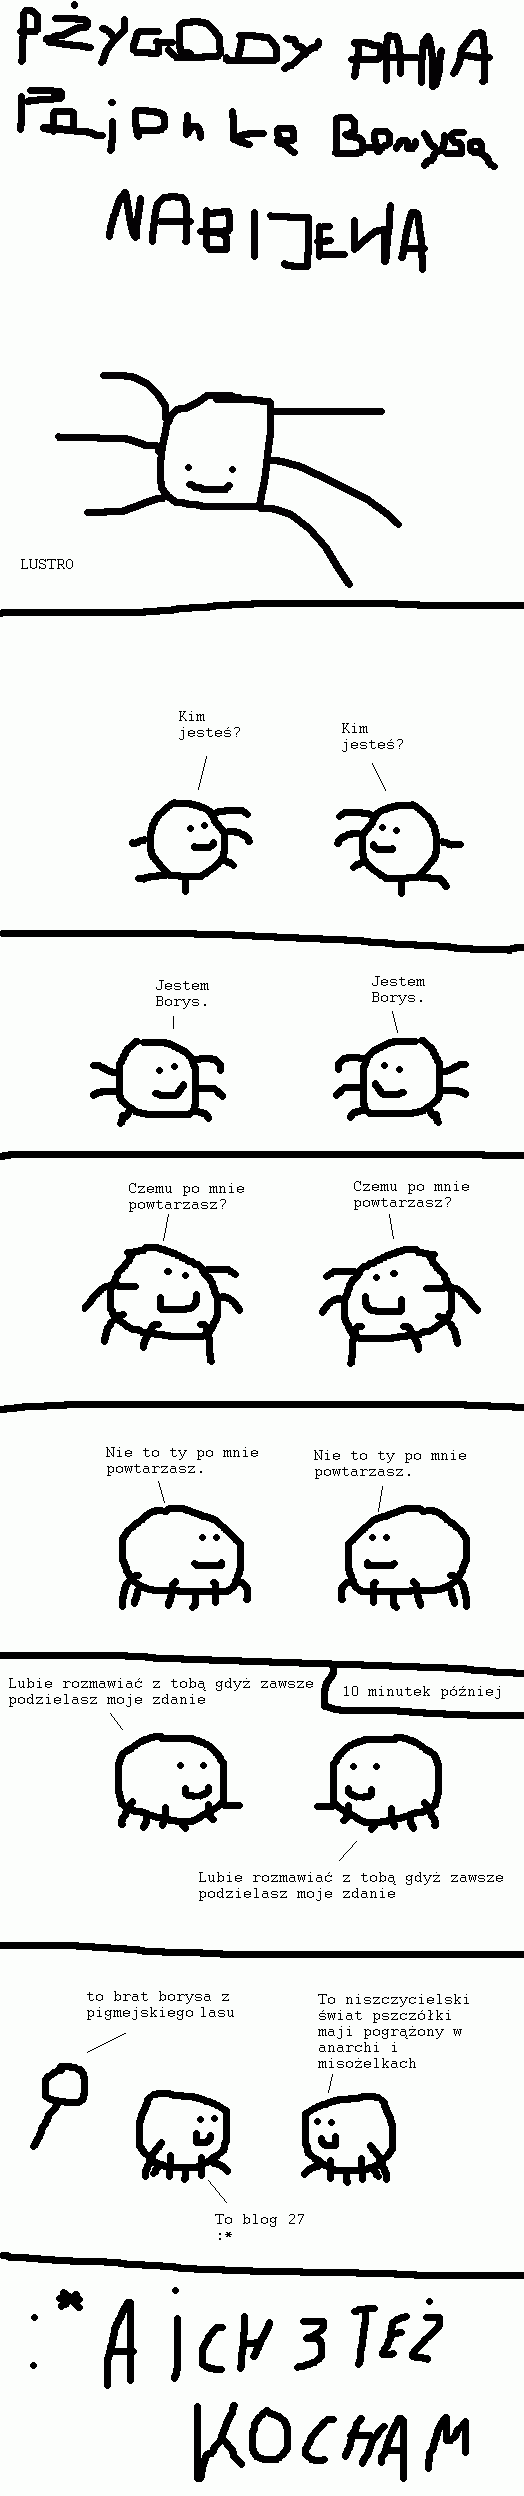 PŻYGODY PANA
PająnkA Borysa
NABIJEWA
LUSTRO
Kim
jesteś?
Kim
jesteś?
Jestem
Borys.
Jestem
Borys.
Czemu po mnie
powtarzasz?
Czemu po mnie
powtarzasz?
Nie to ty po mnie
powtarzasz.
Nie to ty po mnie
powtarzasz.
10 minutek później
Lubie rozmawiać z tobą gdyż zawsze
podzielasz moje zdanie
Lubie rozmawiać z tobą gdyż zawsze
podzielasz moje zdanie
to brat borysa z
pigmejskiego lasu
To niszczycielski
świat pszczółki
maji pogrążony w
anarchi i
misożelkach
To blog 27
:*
:* A iCH 3 TEŻ
KOCHAM